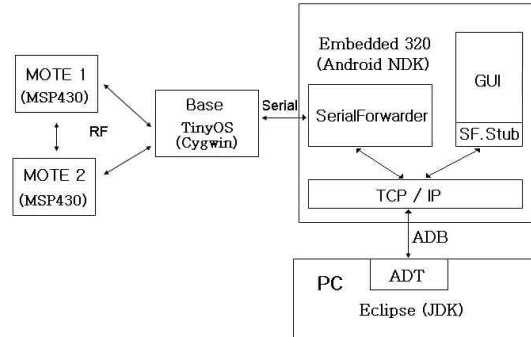 MOTE 1
(MSP430)
RF
MOTE 2
(MSP430)
Base
TinyOS
(Cygwin)
Serial
Embedded 320
(Android NDK)
SerialForwarder
GUI
SF.Stub
TCP / IP
ADB
PC
ADT
Eclipse (JDK)